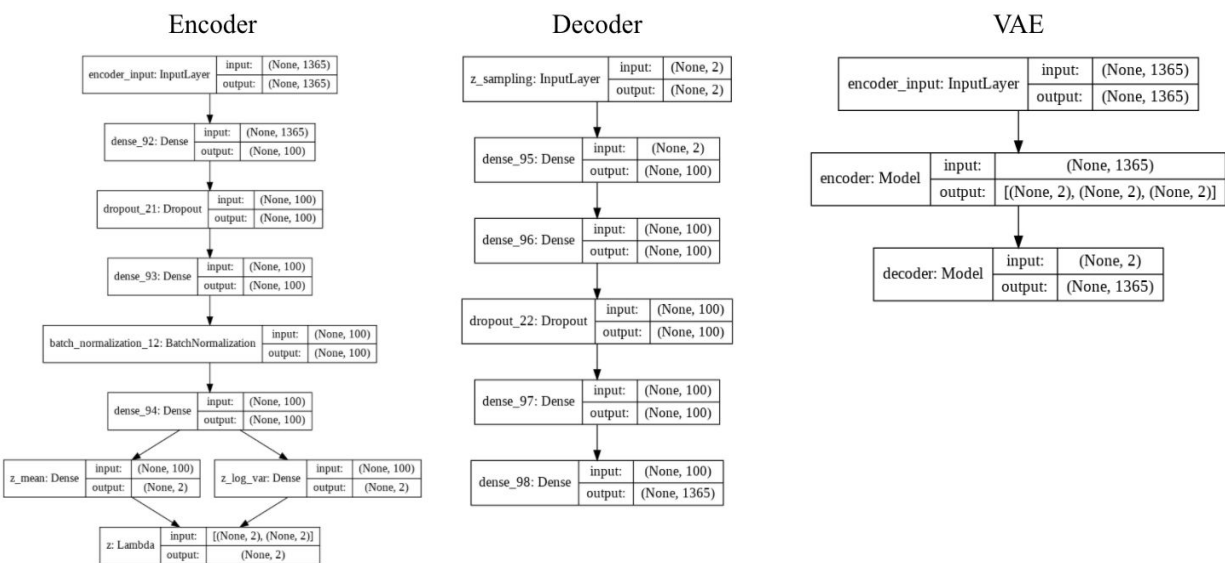 Encoder
encoder_input: InputLayer input: (None, 1365)
output: (None, 1365)
dense_92: Dense input: (None, 1365)
output: (None, 100)
dropout_21: Dropout input: (None, 100)
output: (None, 100)
dense_93: Dense input: (None, 100)
output: (None, 100)
batch_normalization_12: BatchNormalization input: (None, 100)
output: (None, 100)
dense_94: Dense input: (None, 100)
output: (None, 100)
z_mean: Dense input: (None, 100)
output: (None, 2)
z_log_var: Dense input: (None, 100)
output: (None, 2)
z: Lambda input: [(None, 2), (None, 2)]
output: (None, 2)
Decoder
z_sampling: InputLayer input: (None, 2)
output: (None, 2)
dense_95: Dense input: (None, 2)
output: (None, 100)
dense_96: Dense input: (None, 100)
output: (None, 100)
dropout_22: Dropout input: (None, 100)
output: (None, 100)
dense_97: Dense input: (None, 100)
output: (None, 100)
dense_98: Dense input: (None, 100)
output: (None, 1365)
VAE
encoder_input: InputLayer input: (None, 1365)
output: (None, 1365)
encoder: Model input: (None, 1365)
output: [(None, 2), (None, 2), (None, 2)]
decoder: Model input: (None, 2)
output: (None, 1365)